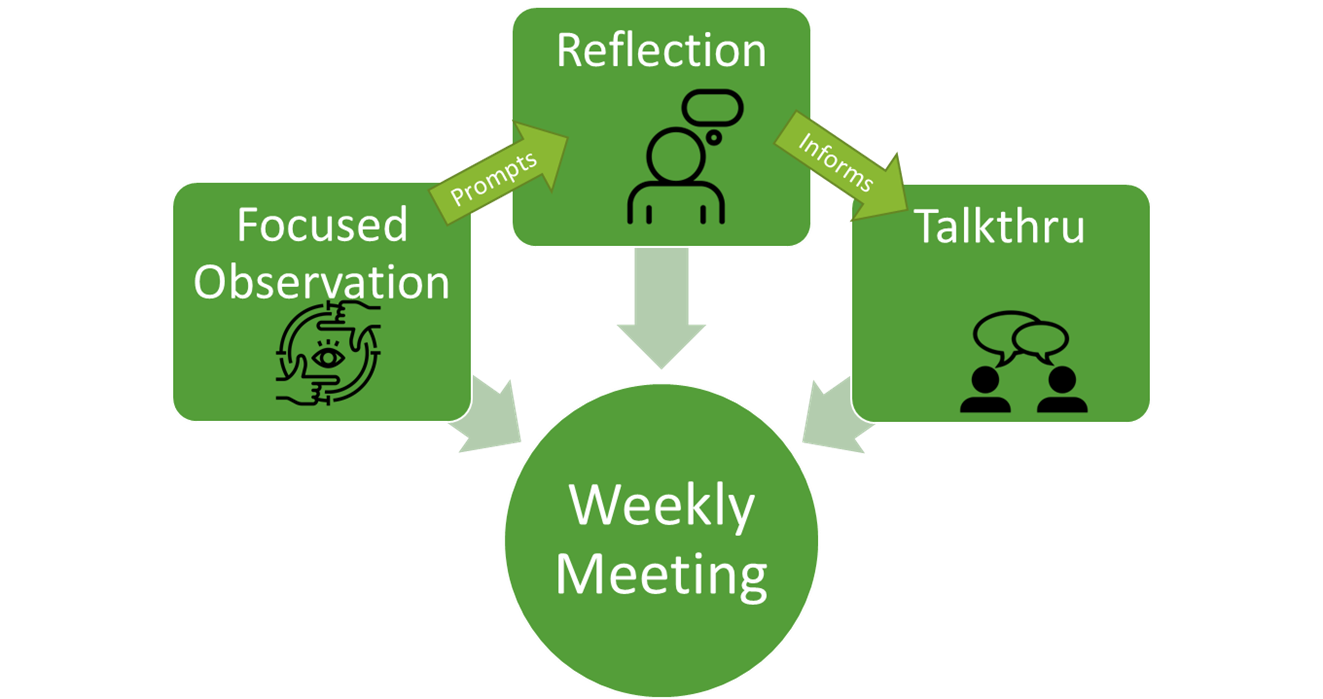 Reflection
Prompts
Informs
Focused
Observation
Talkthru
Weekly
Meeting